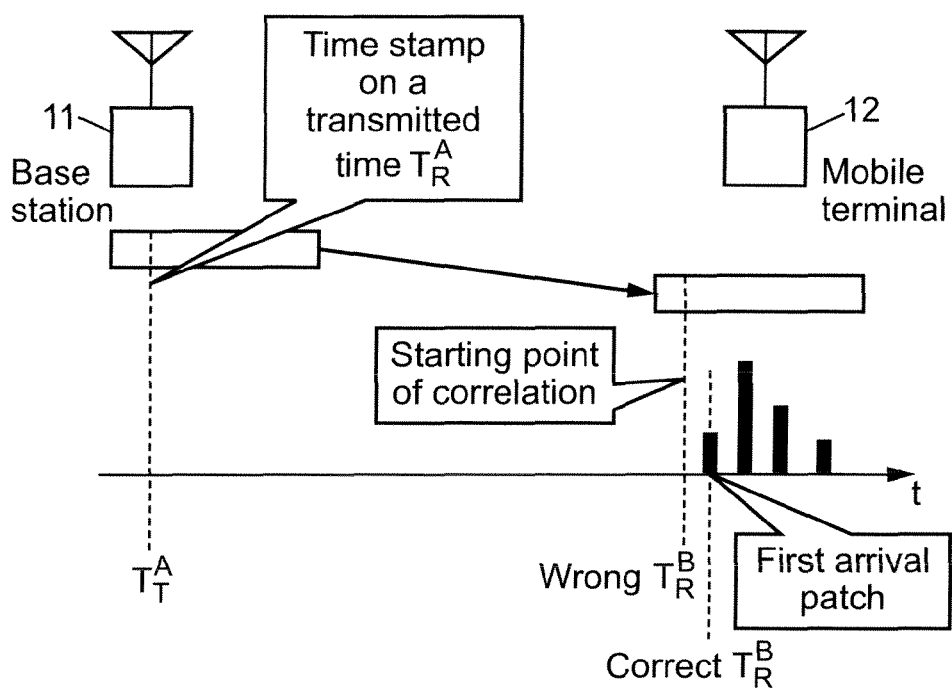 Time stamp
on a
transmitted
time T_R^A
11
12
Base
station
Mobile
terminal
Starting point
of correlation
t
T_T^A
Wrong T_R^B
First arrival
patch
Correct T_R^B